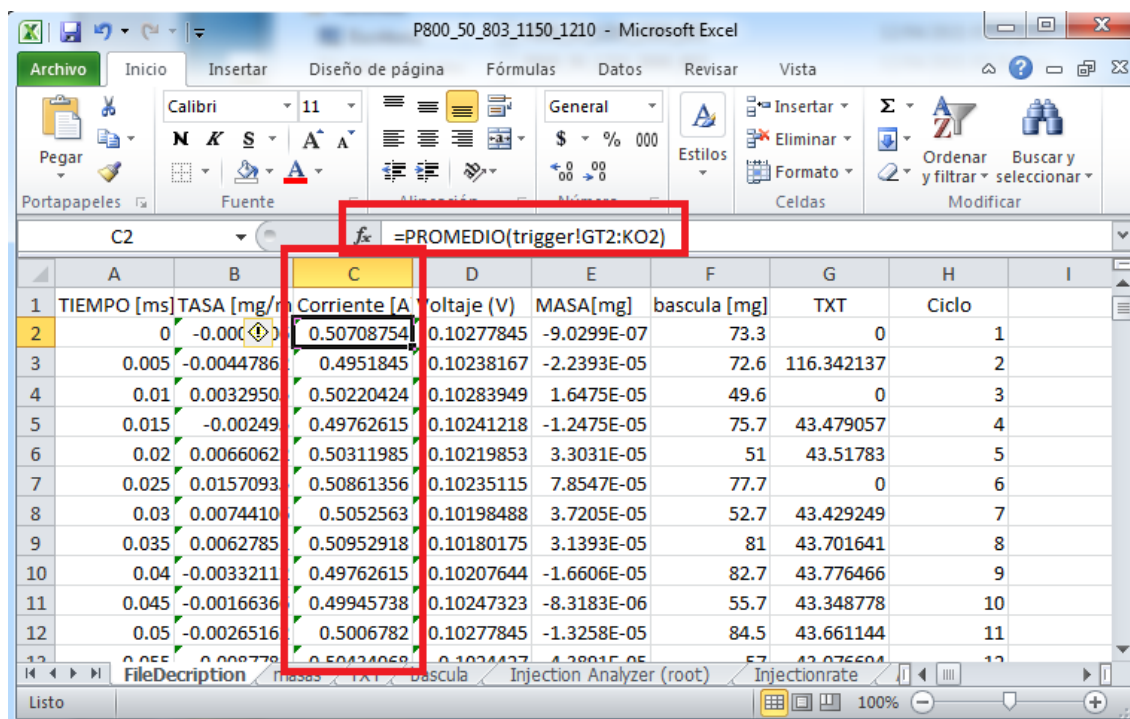 P800_50_803_1150_1210 - Microsoft Excel
Archivo Inicio Insertar Diseño de página Fórmulas Datos Revisar Vista
Calibri 11 General Insertar Σ
N K S A A $ % 000 Eliminar
Pegar Estilos Formato Ordenar y filtrar Buscar y seleccionar
Portapapeles Fuente Alineación Número Celdas Modificar
C2 fx =PROMEDIO(trigger!GT2:KO2)
A B C D E F G H I
1 TIEMPO [ms] TASA [mg/m Corriente [A Voltaje (V) MASA[mg] bascula [mg] TXT Ciclo
2 0 -0.000 0.50708754 0.10277845 -9.0299E-07 73.3 0 1
3 0.005 -0.0044786 0.4951845 0.10238167 -2.2393E-05 72.6 116.342137 2
4 0.01 0.0032950 0.50220424 0.10283949 1.6475E-05 49.6 0 3
5 0.015 -0.002495 0.49762615 0.10241218 -1.2475E-05 75.7 43.479057 4
6 0.02 0.0066062 0.50311985 0.10219853 3.3031E-05 51 43.51783 5
7 0.025 0.0157093 0.50861356 0.10235115 7.8547E-05 77.7 0 6
8 0.03 0.0074410 0.5052563 0.10198488 3.7205E-05 52.7 43.429249 7
9 0.035 0.0062785 0.50952918 0.10180175 3.1393E-05 81 43.701641 8
10 0.04 -0.0033211 0.49762615 0.10207644 -1.6606E-05 82.7 43.776466 9
11 0.045 -0.0016636 0.49945738 0.10247323 -8.3183E-06 55.7 43.348778 10
12 0.05 -0.0026516 0.5006782 0.10277845 -1.3258E-05 84.5 43.661144 11
FileDecription masas TXT bascula Injection Analyzer (root) Injectionrate
Listo 100%